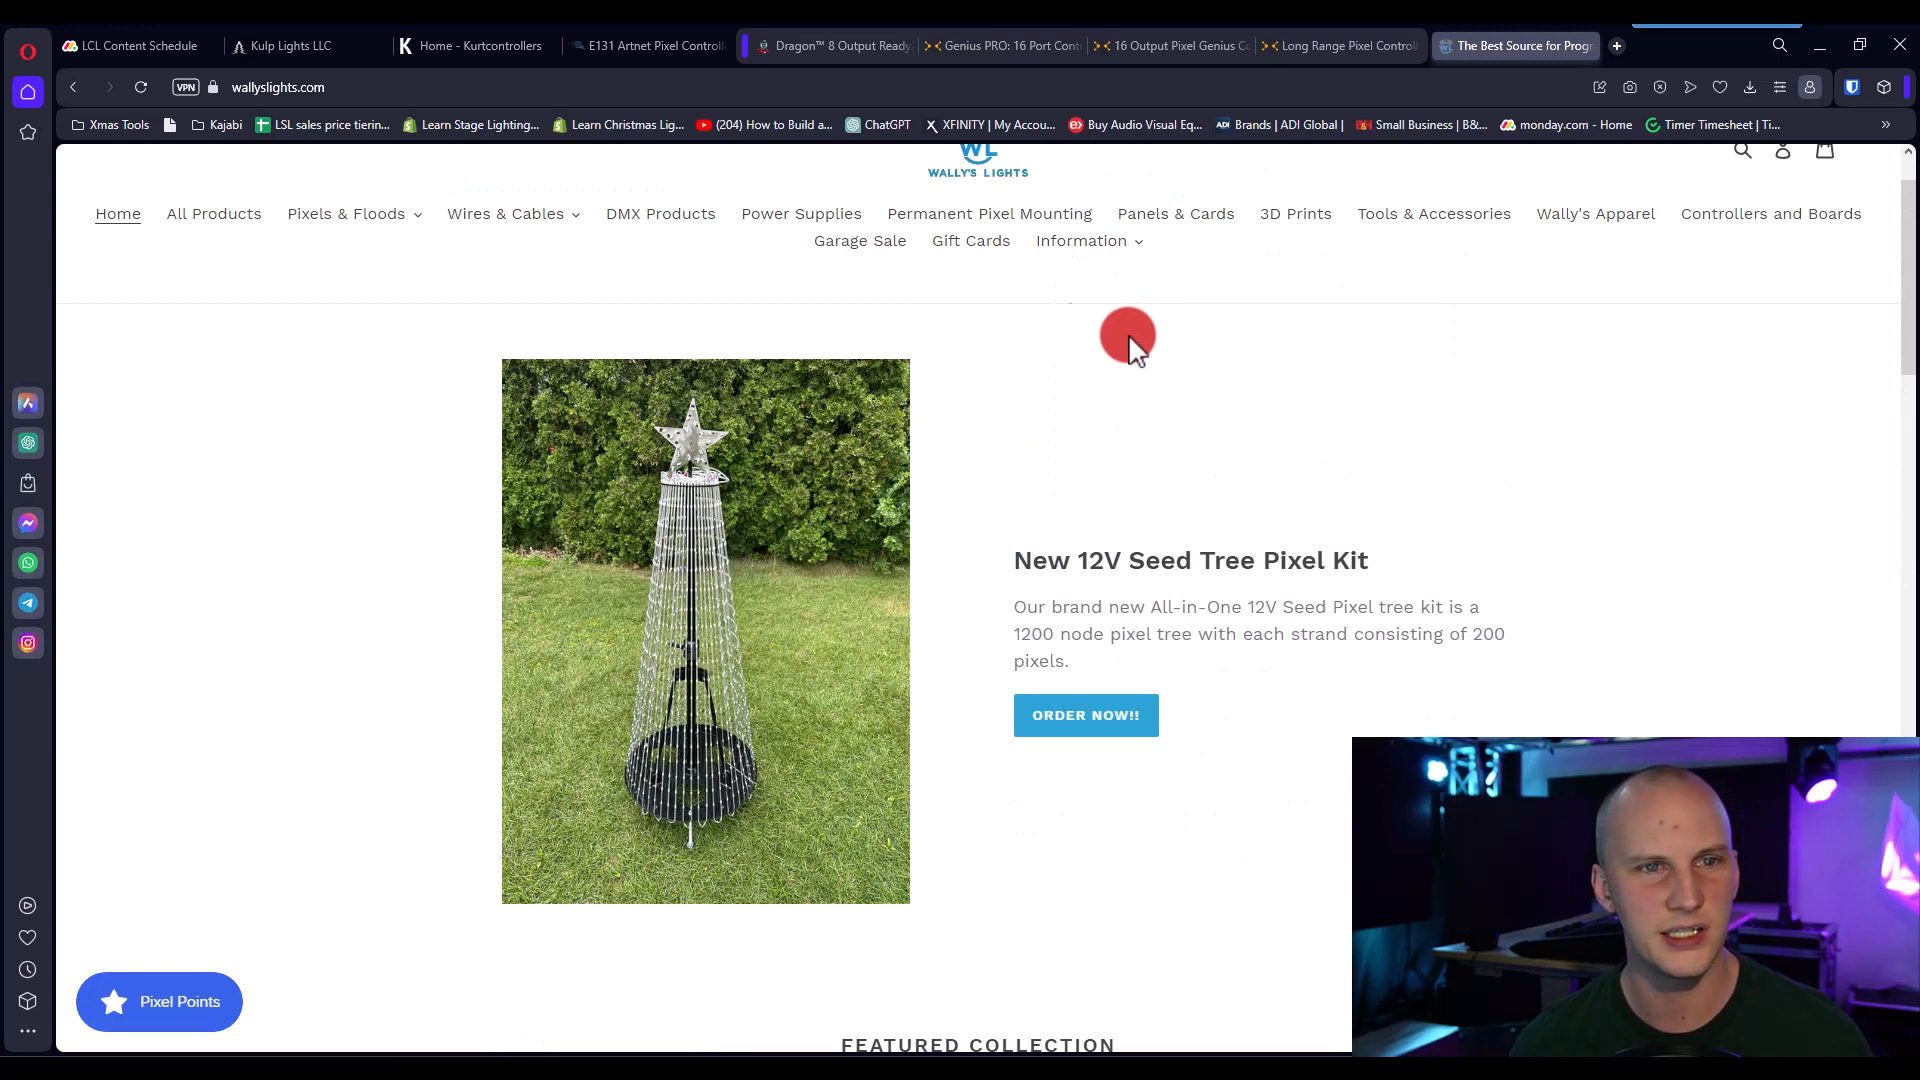 LCL Content Schedule
Kulp Lights LLC
Home - Kurtcontrollers
E131 Artnet Pixel Controll
Dragon™ 8 Output Ready
Genius PRO: 16 Port Cont
16 Output Pixel Genius Co
Long Range Pixel Controll
The Best Source for Progr
VPN
wallyslights.com
Xmas Tools
Kajabi
LSL sales price tierin...
Learn Stage Lighting...
Learn Christmas Lig...
(204) How to Build a...
ChatGPT
XFINITY | My Accou...
Buy Audio Visual Eq...
Brands | ADI Global |
Small Business | B&...
monday.com - Home
Timer Timesheet | Ti...
WL
WALLY'S LIGHTS
Home
All Products
Pixels & Floods
Wires & Cables
DMX Products
Power Supplies
Permanent Pixel Mounting
Panels & Cards
3D Prints
Tools & Accessories
Wally's Apparel
Controllers and Boards
Garage Sale
Gift Cards
Information
New 12V Seed Tree Pixel Kit
Our brand new All-in-One 12V Seed Pixel tree kit is a
1200 node pixel tree with each strand consisting of 200
pixels.
ORDER NOW!!
Pixel Points
FEATURED COLLECTION